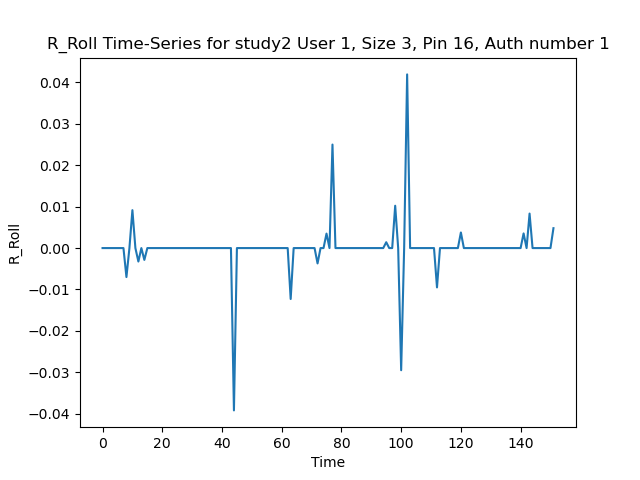 R_Roll Time-Series for study2 User 1, Size 3, Pin 16, Auth number 1
0.04
0.03
0.02
0.01
0.00
−0.01
−0.02
−0.03
−0.04
R_Roll
0 20 40 60 80 100 120 140
Time